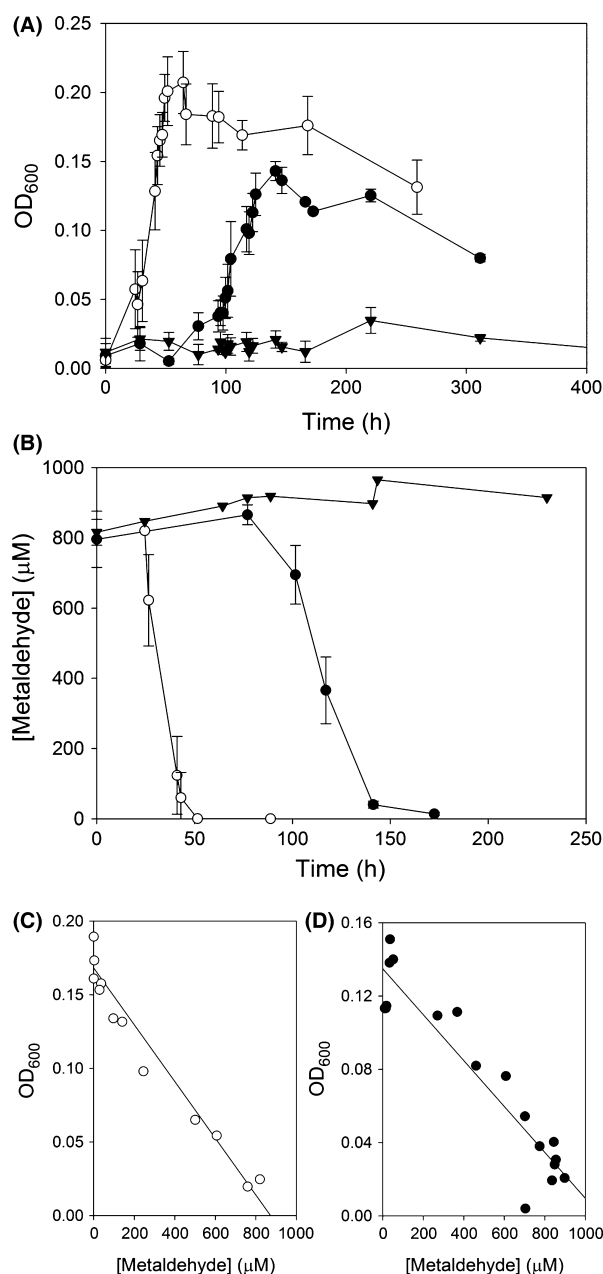 (A)
0.25
0.20
0.15
0.10
0.05
0.00
OD600
0 100 200 300 400
Time (h)
(B)
1000
800
600
400
200
0
[Metaldehyde] (μM)
0 50 100 150 200 250
Time (h)
(C)
0.20
0.15
0.10
0.05
0.00
OD600
0 200 400 600 800 1000
[Metaldehyde] (μM)
(D)
0.16
0.12
0.08
0.04
0.00
OD600
0 200 400 600 800 1000
[Metaldehyde] (μM)